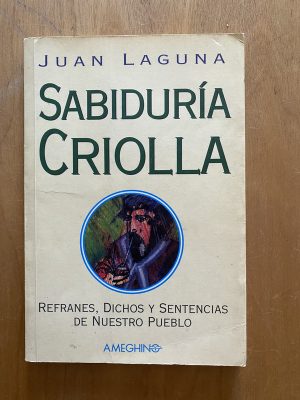 JUAN LAGUNA
SABIDURÍA
CRIOLLA
REFRANES, DICHOS Y SENTENCIAS
DE NUESTRO PUEBLO
AMEGHINO